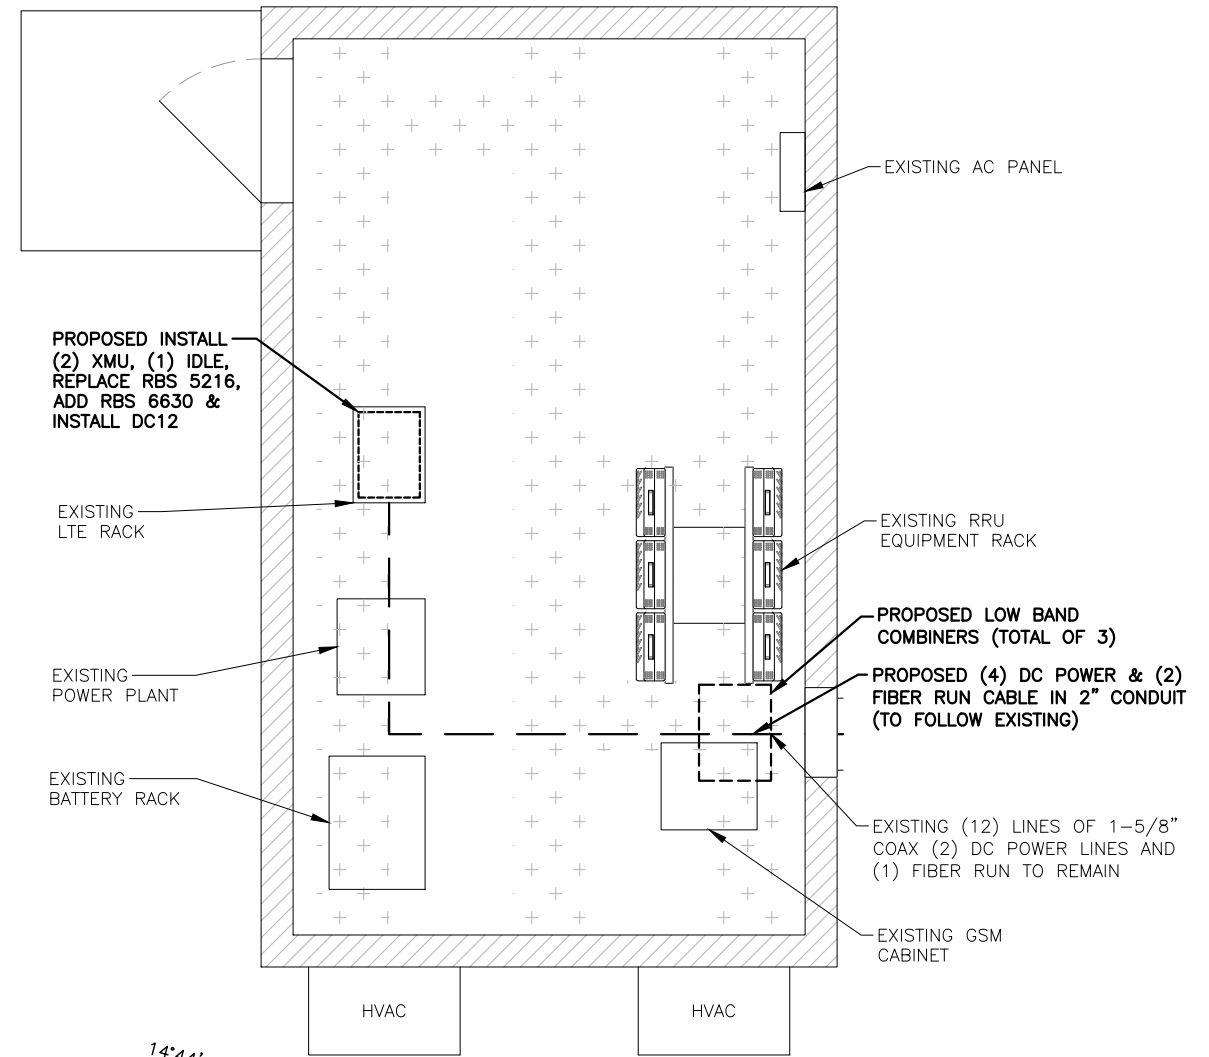 EXISTING AC PANEL
PROPOSED INSTALL
(2) XMU, (1) IDLE,
REPLACE RBS 5216,
ADD RBS 6630 &
INSTALL DC12
EXISTING
LTE RACK
EXISTING RRU
EQUIPMENT RACK
PROPOSED LOW BAND
COMBINERS (TOTAL OF 3)
PROPOSED (4) DC POWER & (2)
FIBER RUN CABLE IN 2” CONDUIT
(TO FOLLOW EXISTING)
EXISTING
POWER PLANT
EXISTING
BATTERY RACK
EXISTING (12) LINES OF 1–5/8”
COAX (2) DC POWER LINES AND
(1) FIBER RUN TO REMAIN
EXISTING GSM
CABINET
HVAC
HVAC
14°44'